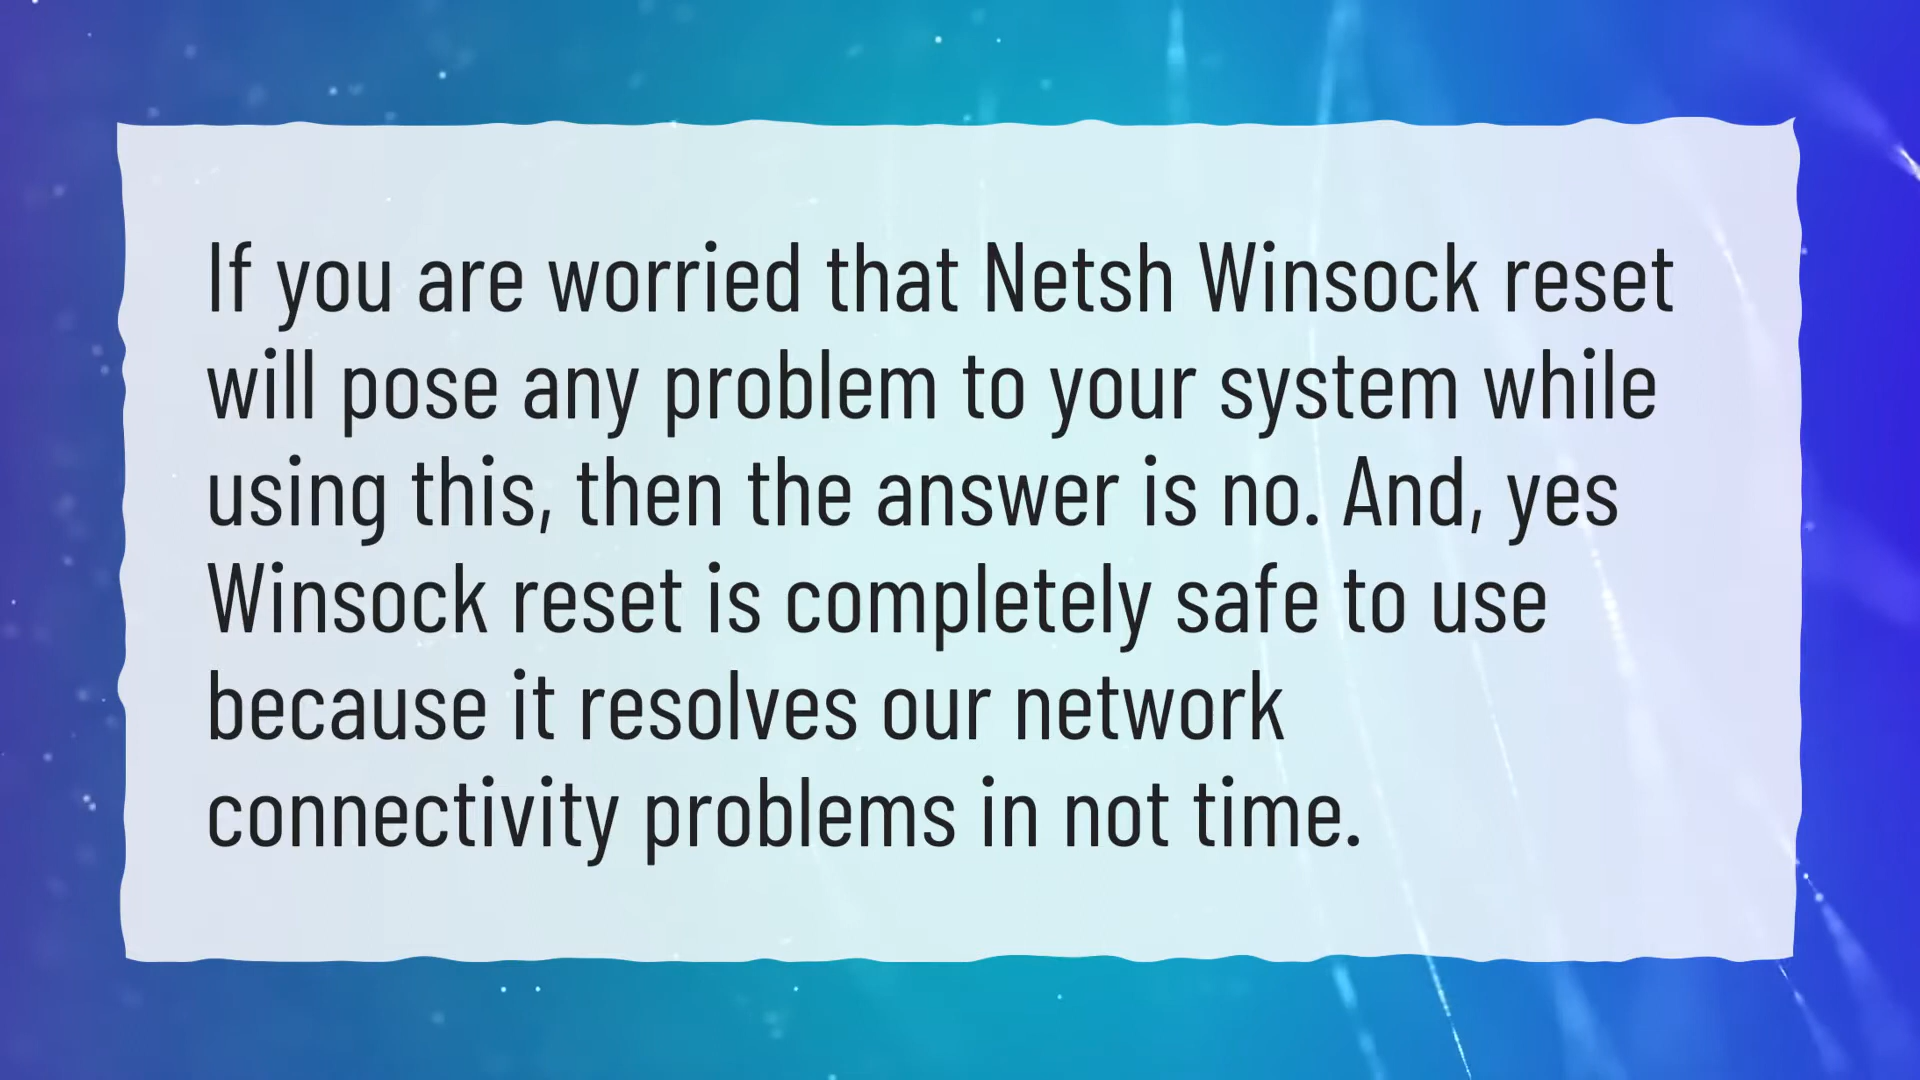 If you are worried that Netsh Winsock reset
will pose any problem to your system while
using this, then the answer is no. And, yes
Winsock reset is completely safe to use
because it resolves our network
connectivity problems in not time.